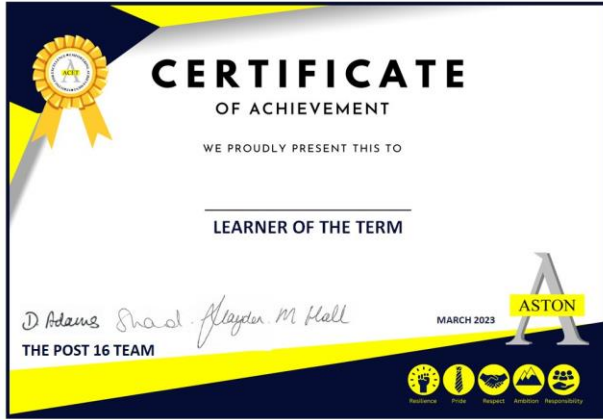 ACET
CERTIFICATE
OF ACHIEVEMENT
WE PROUDLY PRESENT THIS TO
LEARNER OF THE TERM
D Adams
M Hall
MARCH 2023
ASTON
THE POST 16 TEAM
Resilience Pride Respect Ambition Responsibility